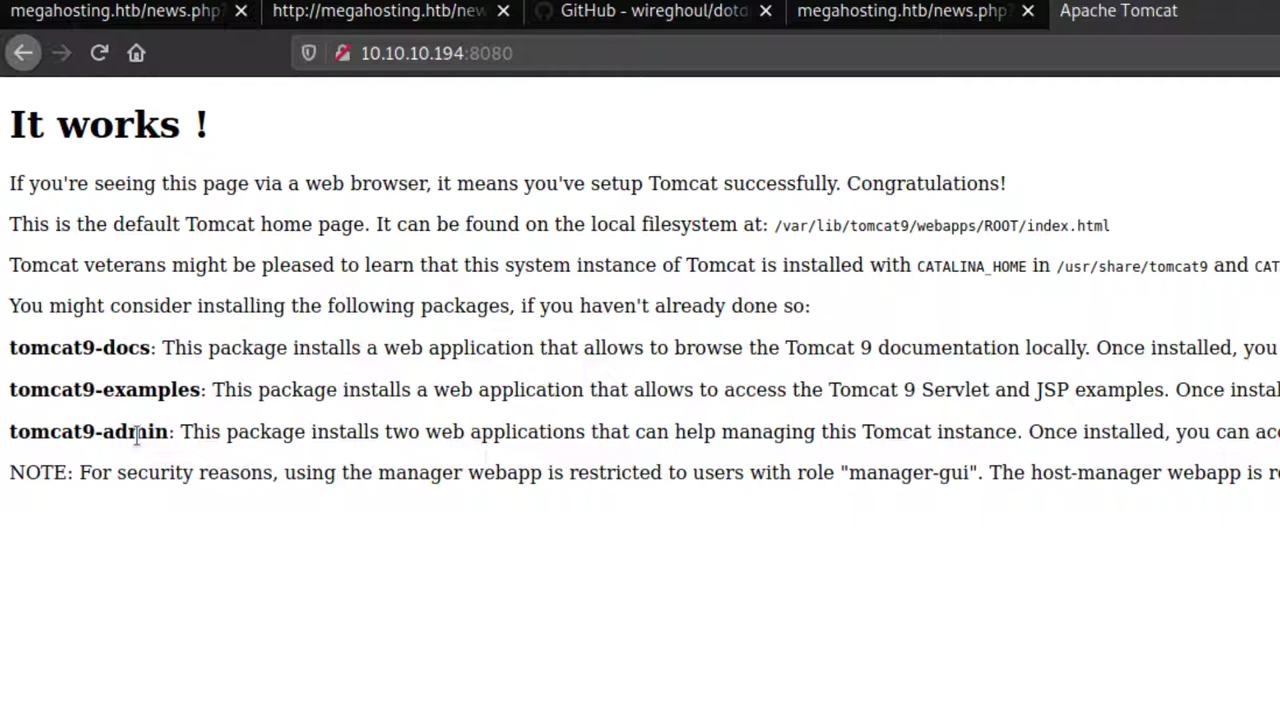 megahosting.htb/news.php?
http://megahosting.htb/new
GitHub - wireghoul/dotd
megahosting.htb/news.php?
Apache Tomcat
10.10.10.194:8080
It works !
If you're seeing this page via a web browser, it means you've setup Tomcat successfully. Congratulations!
This is the default Tomcat home page. It can be found on the local filesystem at: /var/lib/tomcat9/webapps/ROOT/index.html
Tomcat veterans might be pleased to learn that this system instance of Tomcat is installed with CATALINA_HOME in /usr/share/tomcat9 and CAT
You might consider installing the following packages, if you haven't already done so:
tomcat9-docs: This package installs a web application that allows to browse the Tomcat 9 documentation locally. Once installed, you
tomcat9-examples: This package installs a web application that allows to access the Tomcat 9 Servlet and JSP examples. Once instal
tomcat9-admin: This package installs two web applications that can help managing this Tomcat instance. Once installed, you can acc
NOTE: For security reasons, using the manager webapp is restricted to users with role "manager-gui". The host-manager webapp is re